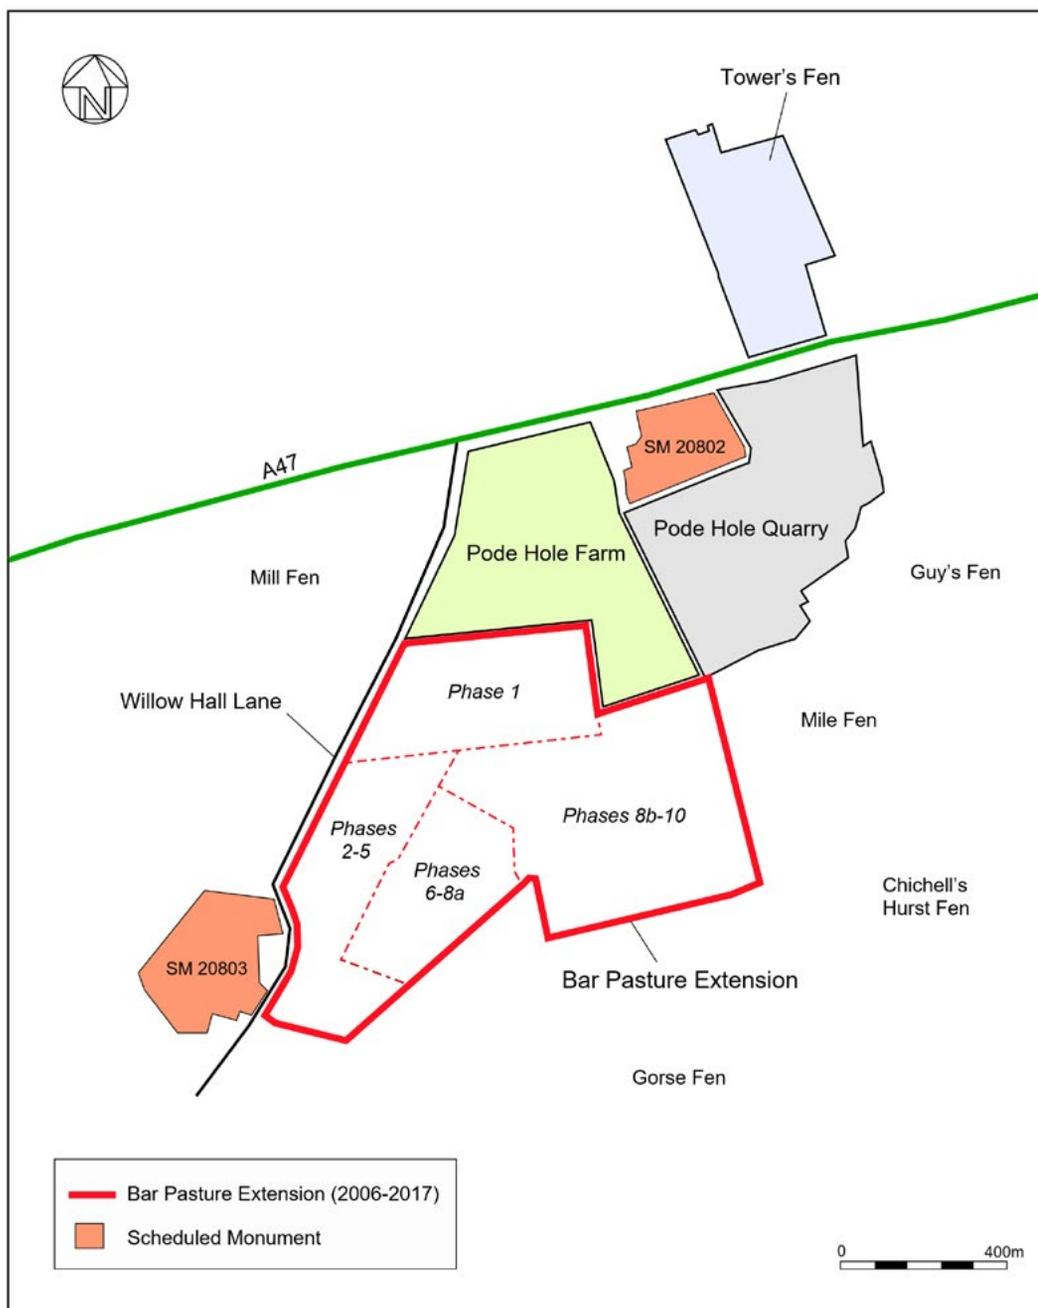 N
Tower's Fen
A47
SM 20802
Pode Hole Quarry
Pode Hole Farm
Guy's Fen
Mill Fen
Phase 1
Willow Hall Lane
Mile Fen
Phases 8b-10
Phases
2-5
Phases
6-8a
Chichell's
Hurst Fen
SM 20803
Bar Pasture Extension
Gorse Fen
Bar Pasture Extension (2006-2017)
Scheduled Monument
0 400m